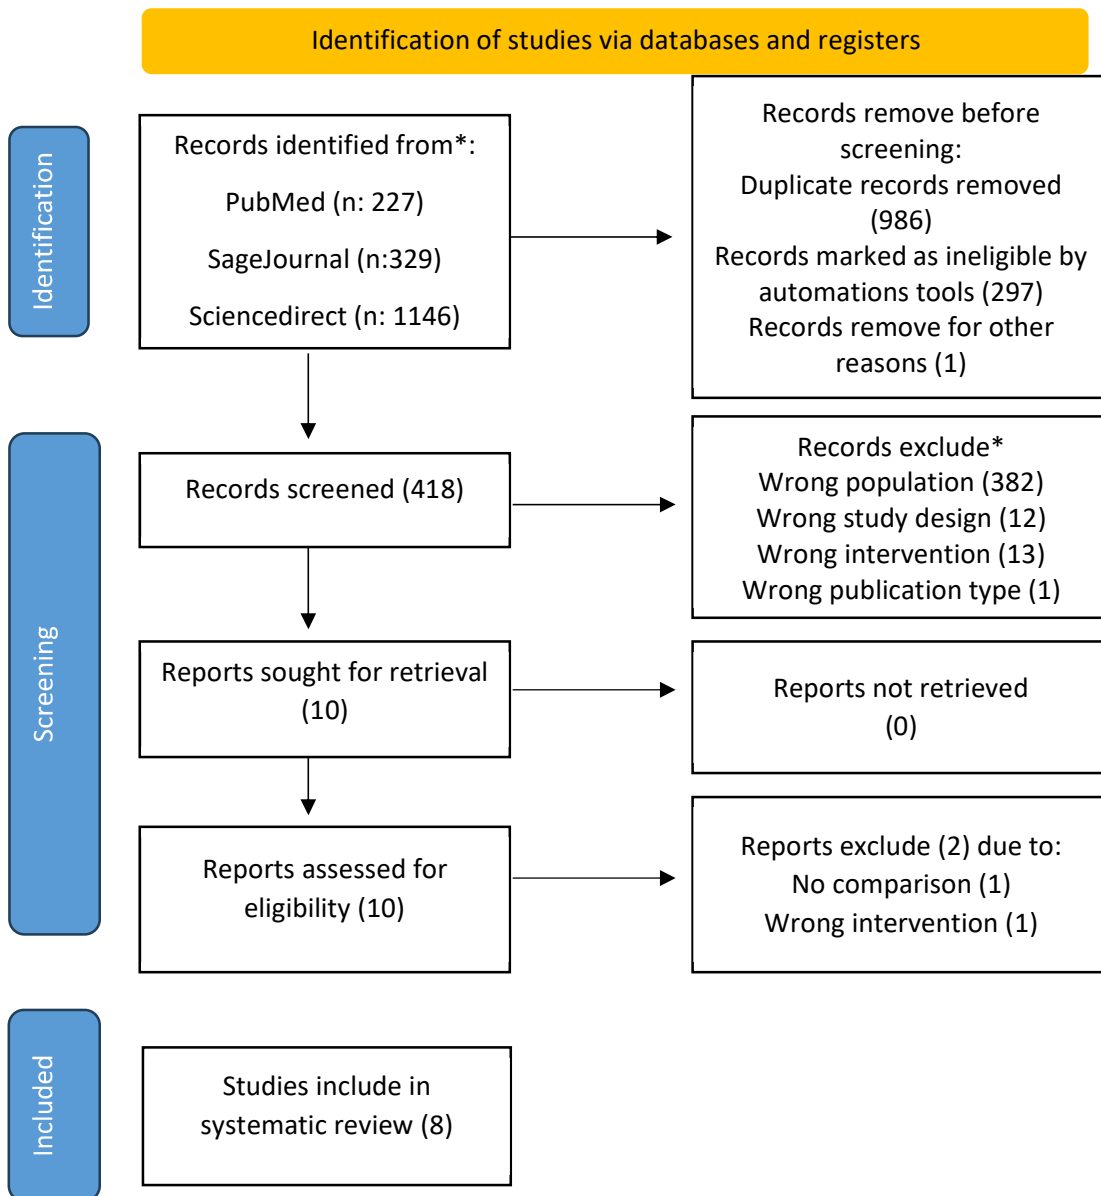 Identification of studies via databases and registers
Identification
Records identified from*:
PubMed (n: 227)
SageJournal (n:329)
Sciencedirect (n: 1146)
Records remove before
screening:
Duplicate records removed
(986)
Records marked as ineligible by
automations tools (297)
Records remove for other
reasons (1)
Screening
Records screened (418)
Records exclude*
Wrong population (382)
Wrong study design (12)
Wrong intervention (13)
Wrong publication type (1)
Reports sought for retrieval
(10)
Reports not retrieved
(0)
Reports assessed for
eligibility (10)
Reports exclude (2) due to:
No comparison (1)
Wrong intervention (1)
Included
Studies include in
systematic review (8)